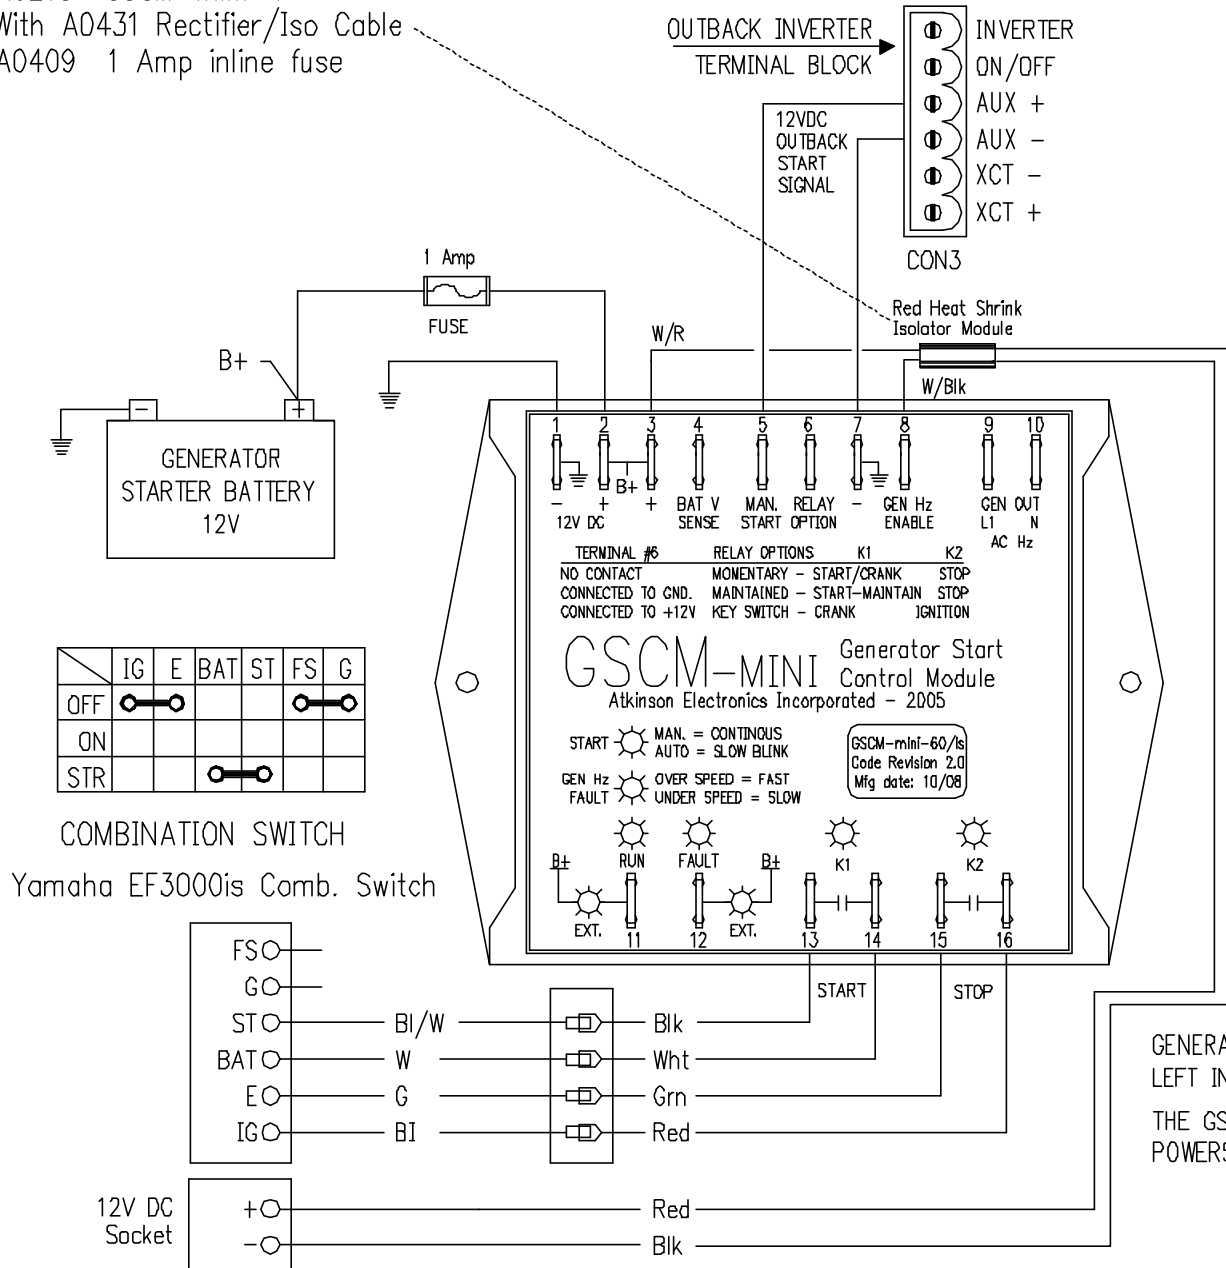 With A0431 Rectifier/Iso Cable
A0409 1 Amp inline fuse
OUTBACK INVERTER
TERMINAL BLOCK
INVERTER
ON/OFF
AUX +
AUX -
XCT -
XCT +
CON3
12VDC
OUTBACK
START
SIGNAL
1 Amp
FUSE
B+
- +
GENERATOR
STARTER BATTERY
12V
W/R
Red Heat Shrink
Isolator Module
W/Blk
1 2 3 4 5 6 7 8 9 10
B+
- + + BAT V MAN. RELAY - GEN Hz GEN OUT
12V DC SENSE START OPTION ENABLE L1 N
AC Hz
TERMINAL #6 RELAY OPTIONS K1 K2
NO CONTACT MOMENTARY - START/CRANK STOP
CONNECTED TO GND. MAINTAINED - START-MAINTAIN STOP
CONNECTED TO +12V KEY SWITCH - CRANK IGNITION
GSCM-MINI Generator Start
Control Module
Atkinson Electronics Incorporated - 2005
START MAN. = CONTINOUS
AUTO = SLOW BLINK
GEN Hz OVER SPEED = FAST
FAULT UNDER SPEED = SLOW
GSCM-mini-60/is
Code Revision 2.0
Mfg date: 10/08
B+ RUN FAULT B+ K1 K2
EXT. 11 12 EXT. 13 14 15 16
START STOP
IG E BAT ST FS G
OFF
ON
STR
COMBINATION SWITCH
Yamaha EF3000is Comb. Switch
FS
G
ST Bl/W Blk
BAT W Wht
E G Grn
IG Bl Red
12V DC
Socket
+ Red
- Blk
LEFT